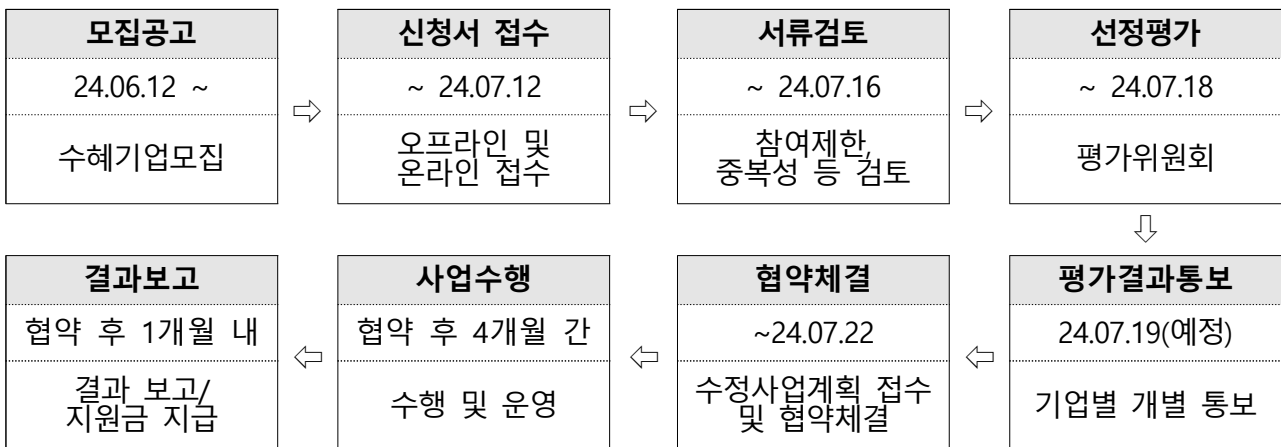 모집공고
24.06.12 ~
수혜기업모집
⇨
신청서 접수
~ 24.07.12
오프라인 및
온라인 접수
⇨
서류검토
~ 24.07.16
참여제한,
중복성 등 검토
⇨
선정평가
~ 24.07.18
평가위원회
⇩
평가결과통보
24.07.19(예정)
기업별 개별 통보
⇦
협약체결
~24.07.22
수정사업계획 접수
및 협약체결
⇦
사업수행
협약 후 4개월 간
수행 및 운영
⇦
결과보고
협약 후 1개월 내
결과 보고/
지원금 지급